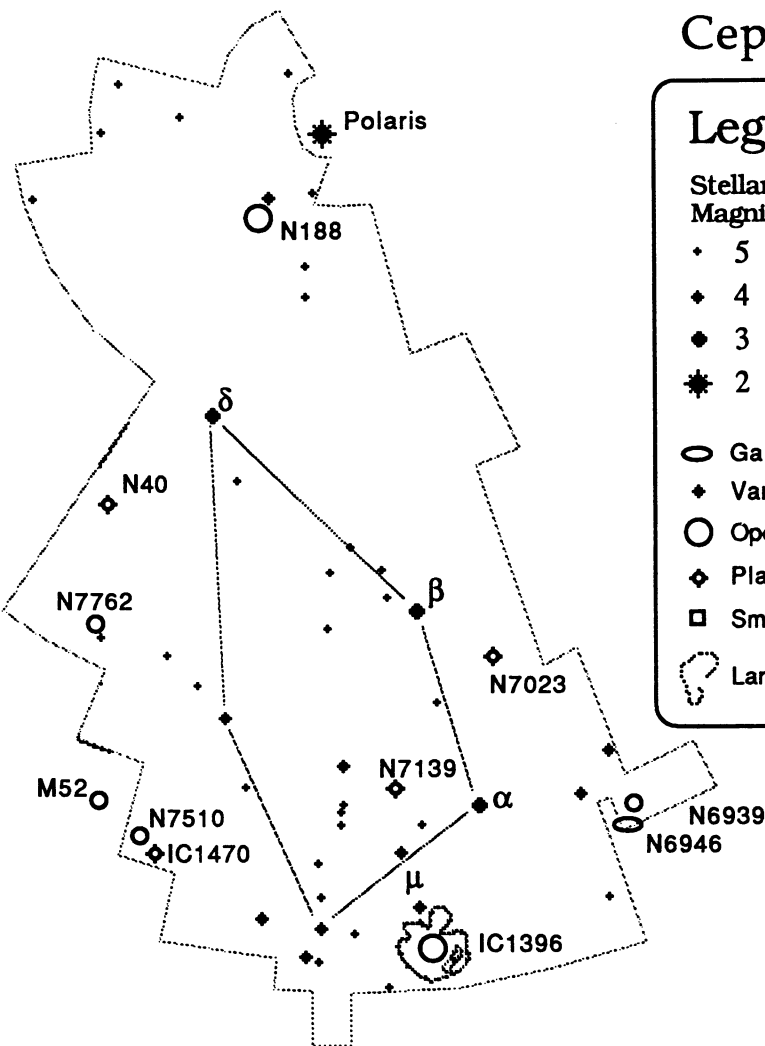 Cep
Leg
Stellar
Magni
5
4
3
2
Ga
Var
Ope
Pla
Sm
Lar
Polaris
N188
δ
N40
N7762
β
N7023
M52
N7510
IC1470
N7139
α
N6939
N6946
μ
IC1396